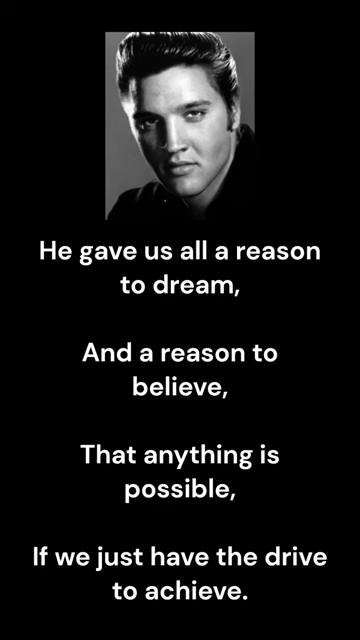 He gave us all a reason
to dream,
And a reason to
believe,
That anything is
possible,
If we just have the drive
to achieve.